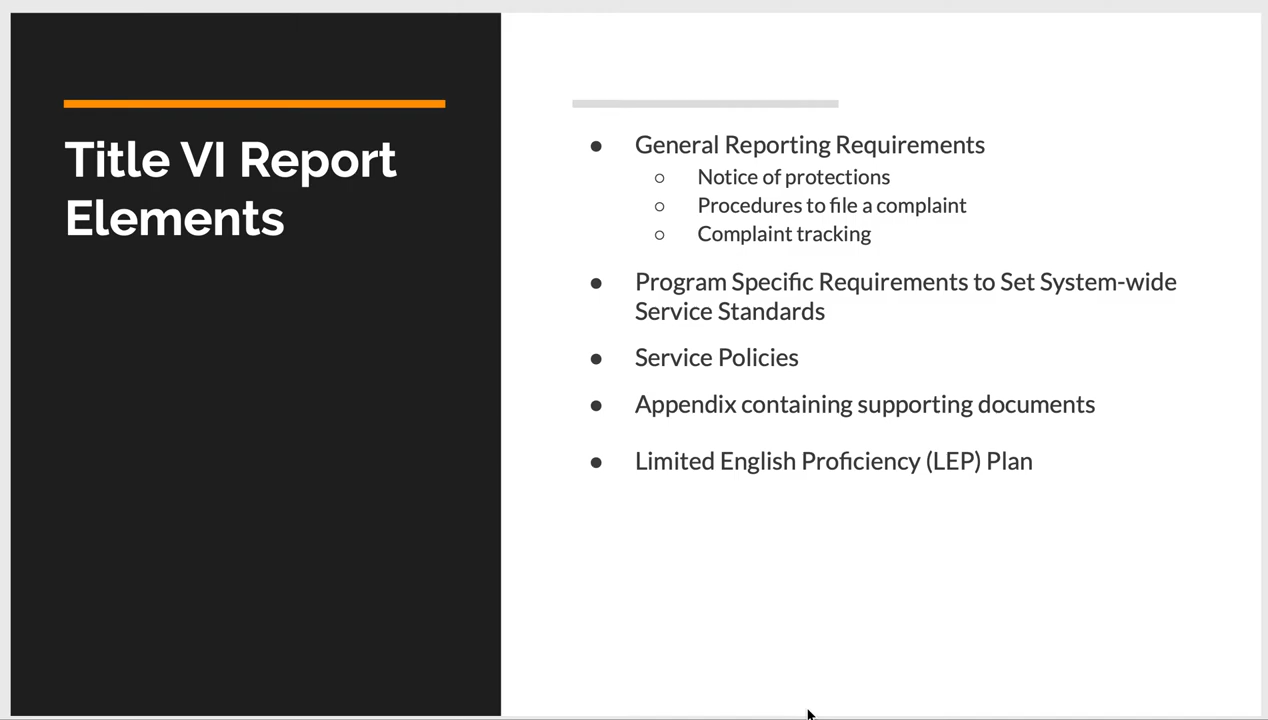 Title VI Report
Elements
● General Reporting Requirements
○ Notice of protections
○ Procedures to file a complaint
○ Complaint tracking
● Program Specific Requirements to Set System-wide
Service Standards
● Service Policies
● Appendix containing supporting documents
● Limited English Proficiency (LEP) Plan